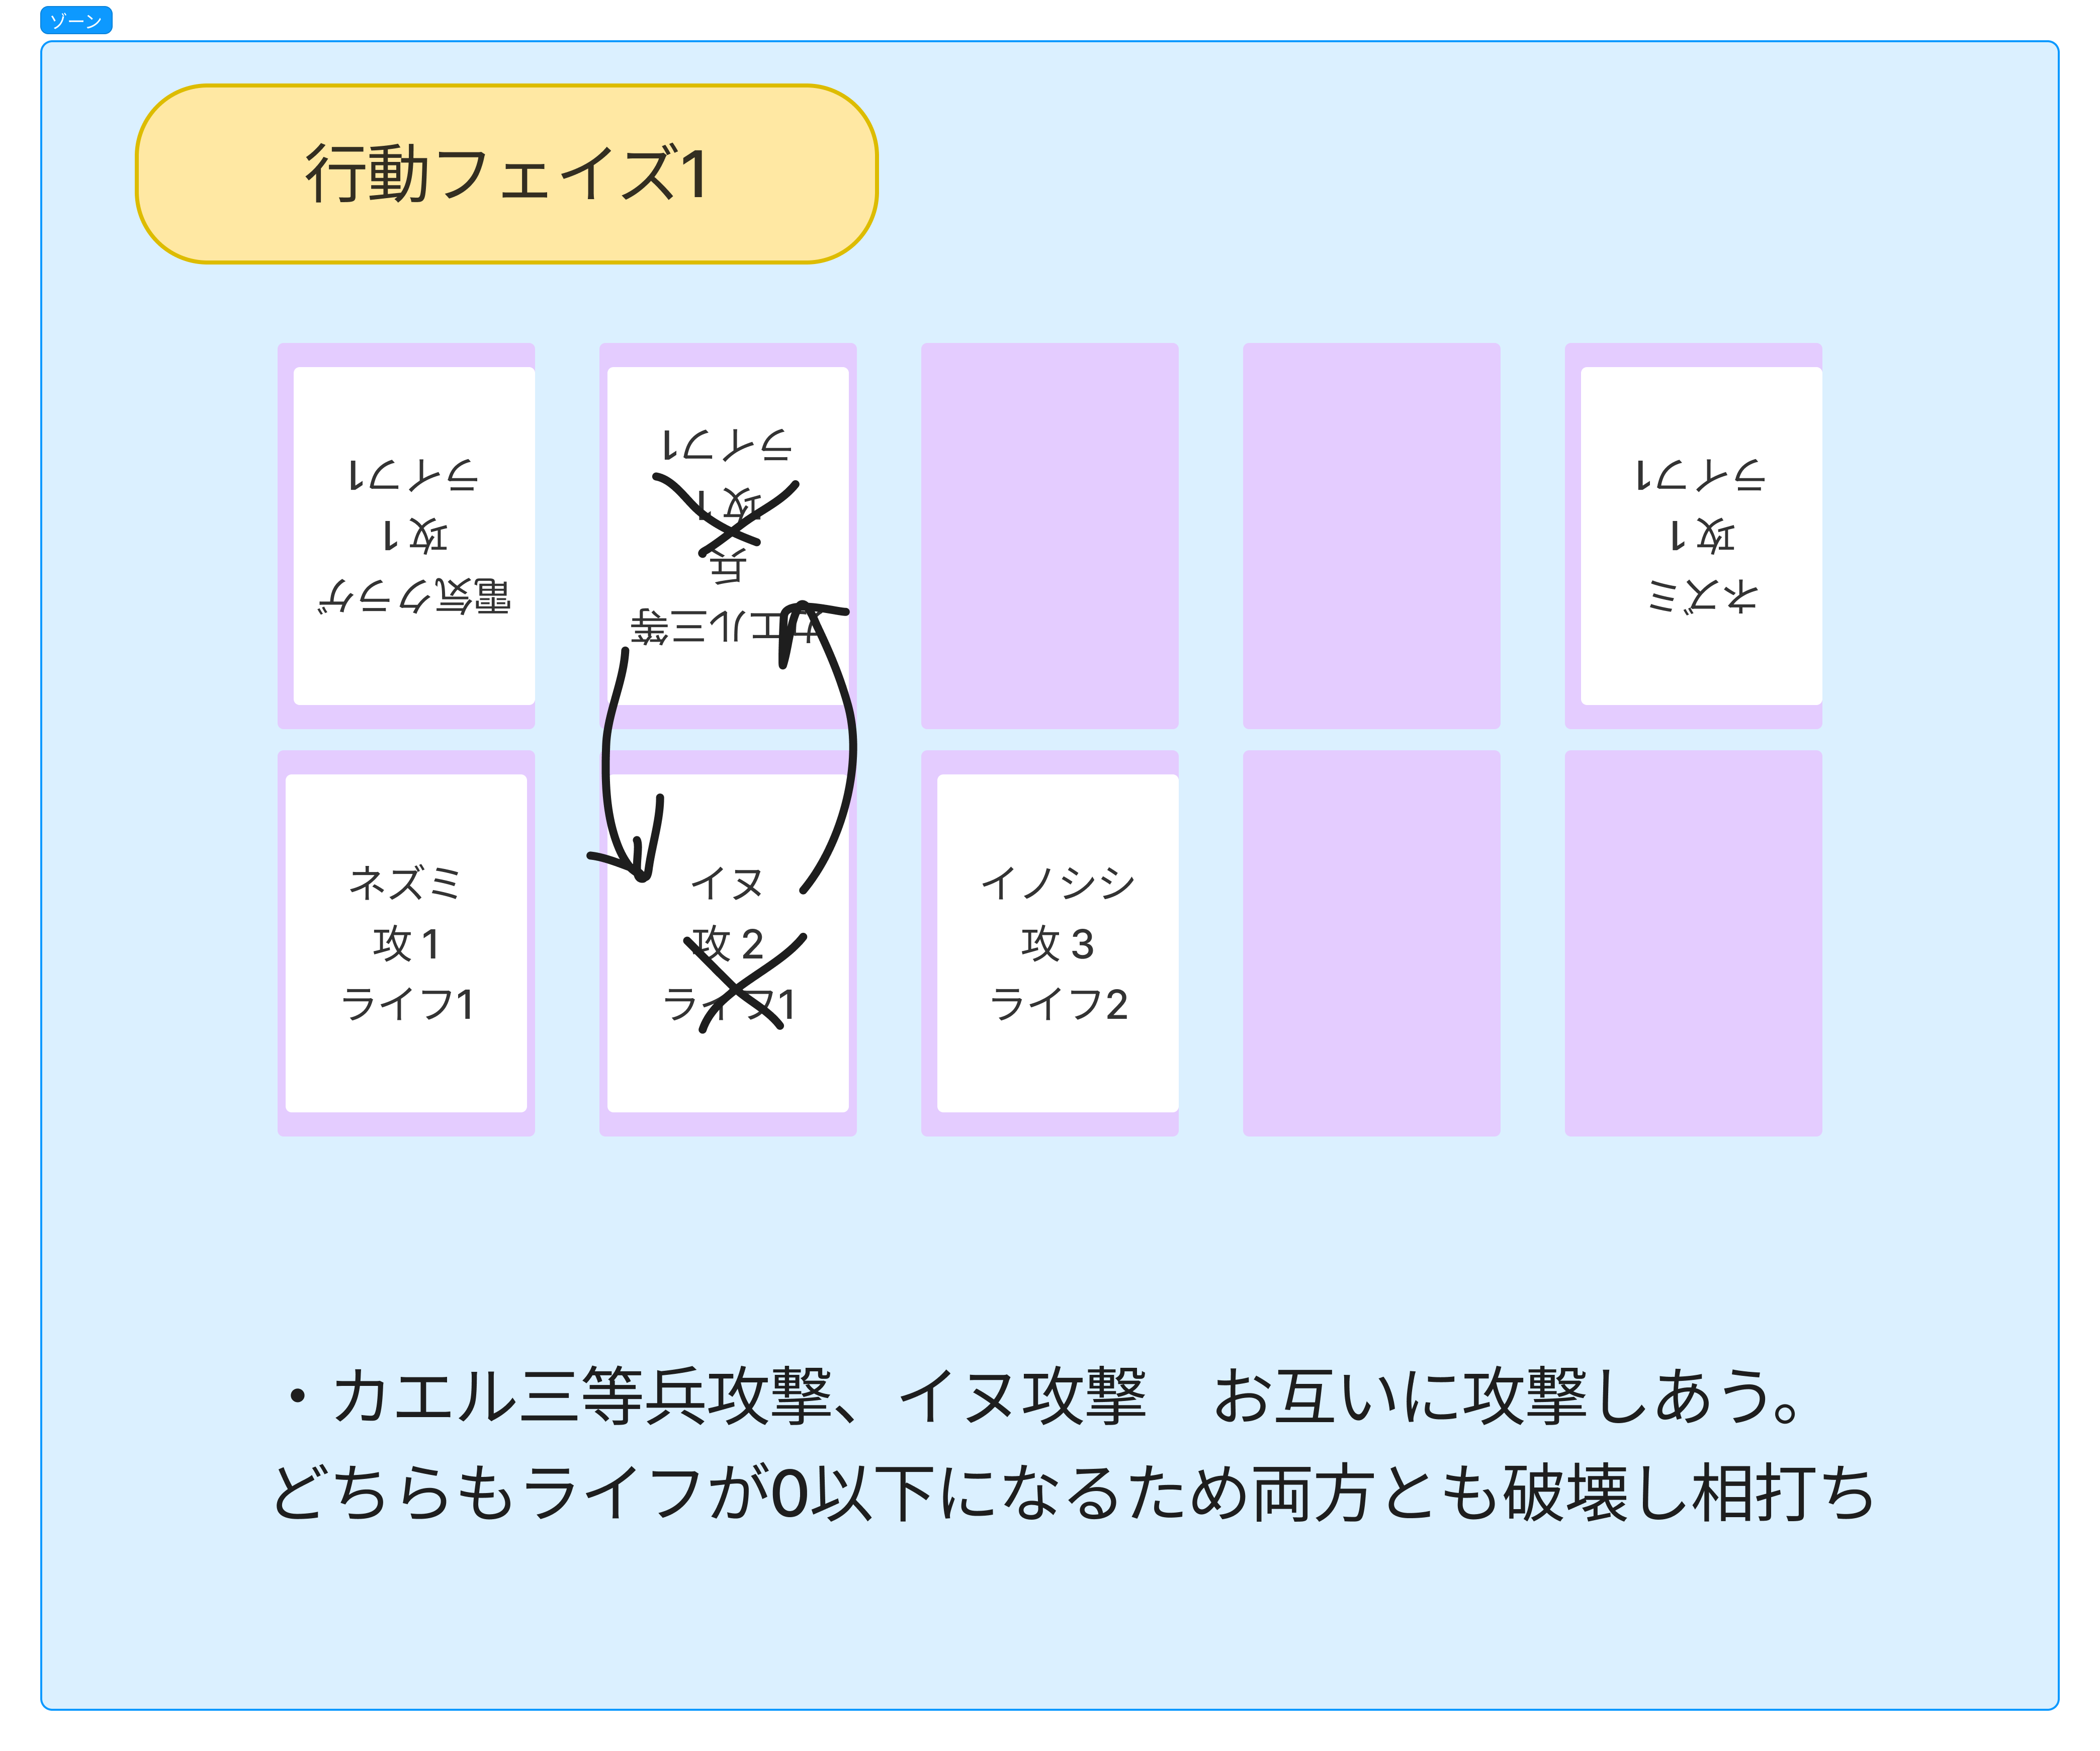 ゾーン
行動フェイズ1
電気クラゲ
攻 1
ライフ1
カエル三等
兵
攻 1
ライフ1
ネズミ
攻 1
ライフ1
ネズミ
攻 1
ライフ1
イヌ
攻 2
ライフ1
イノシシ
攻 3
ライフ2
・カエル三等兵攻撃、イヌ攻撃　お互いに攻撃しあう。
どちらもライフが0以下になるため両方とも破壊し相打ち